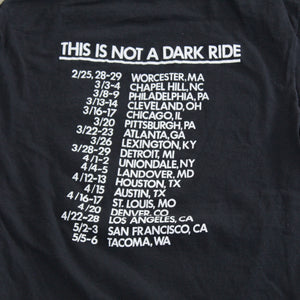 THIS IS NOT A DARK RIDE
2/25, 28-29 WORCESTER, MA
3/3-4 CHAPEL HILL, NC
3/8-9 PHILADELPHIA, PA
3/13-14 CLEVELAND, OH
3/16-17 CHICAGO, IL
3/20 PITTSBURGH, PA
3/22-23 ATLANTA, GA
3/26 LEXINGTON, KY
3/28-29 DETROIT, MI
4/1-2 UNIONDALE, NY
4/4-5 LANDOVER, MD
4/12-13 HOUSTON, TX
4/15 AUSTIN, TX
4/16-17 ST. LOUIS, MO
4/20 DENVER, CO
4/22-28 LOS ANGELES, CA
5/2-3 SAN FRANCISCO, CA
5/5-6 TACOMA, WA